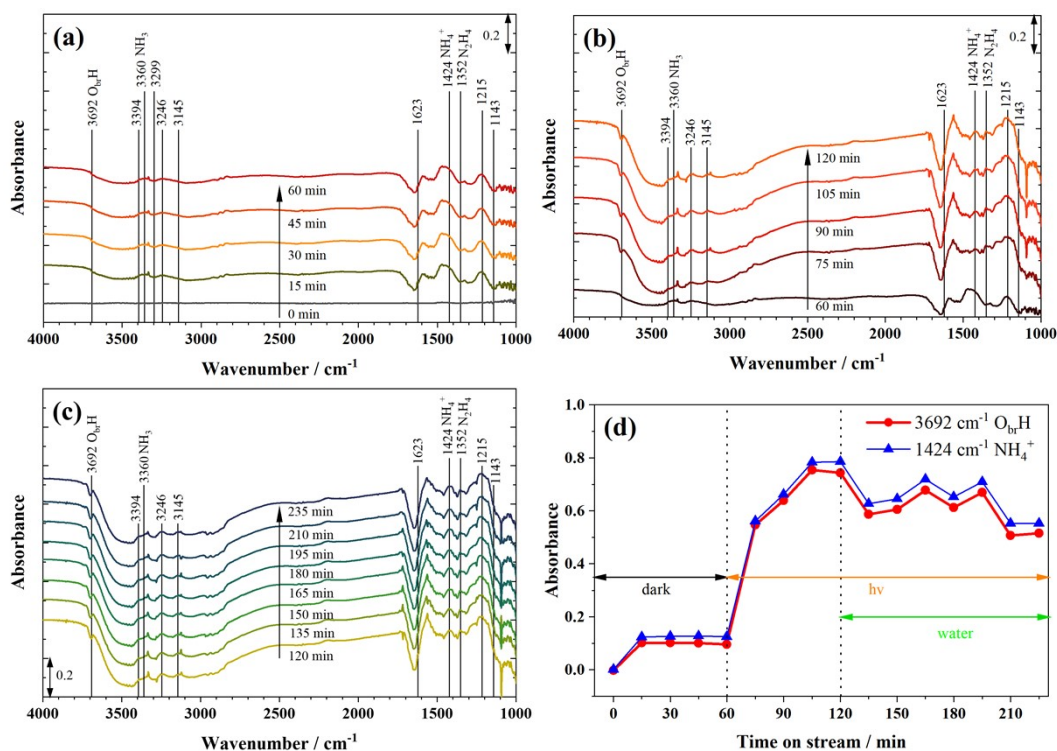 (a)
0.2
3692 ObrH
3394
3360 NH3
3299
3246
3145
1623
1424 NH4+
1352 N2H4
1215
1143
60 min
45 min
30 min
15 min
0 min
Absorbance
4000 3500 3000 2500 2000 1500 1000
Wavenumber / cm-1
(b)
0.2
3692 ObrH
3394
3360 NH3
3246
3145
1623
1424 NH4+
1352 N2H4
1215
1143
120 min
105 min
90 min
75 min
60 min
Absorbance
4000 3500 3000 2500 2000 1500 1000
Wavenumber / cm-1
(c)
3692 ObrH
3394
3360 NH3
3246
3145
1623
1424 NH4+
1352 N2H4
1215
1143
235 min
210 min
195 min
180 min
165 min
150 min
135 min
120 min
0.2
Absorbance
4000 3500 3000 2500 2000 1500 1000
Wavenumber / cm-1
(d)
3692 cm-1 ObrH
1424 cm-1 NH4+
1.0
0.8
0.6
0.4
0.2
0.0
dark
hv
water
Absorbance
0 30 60 90 120 150 180 210
Time on stream / min